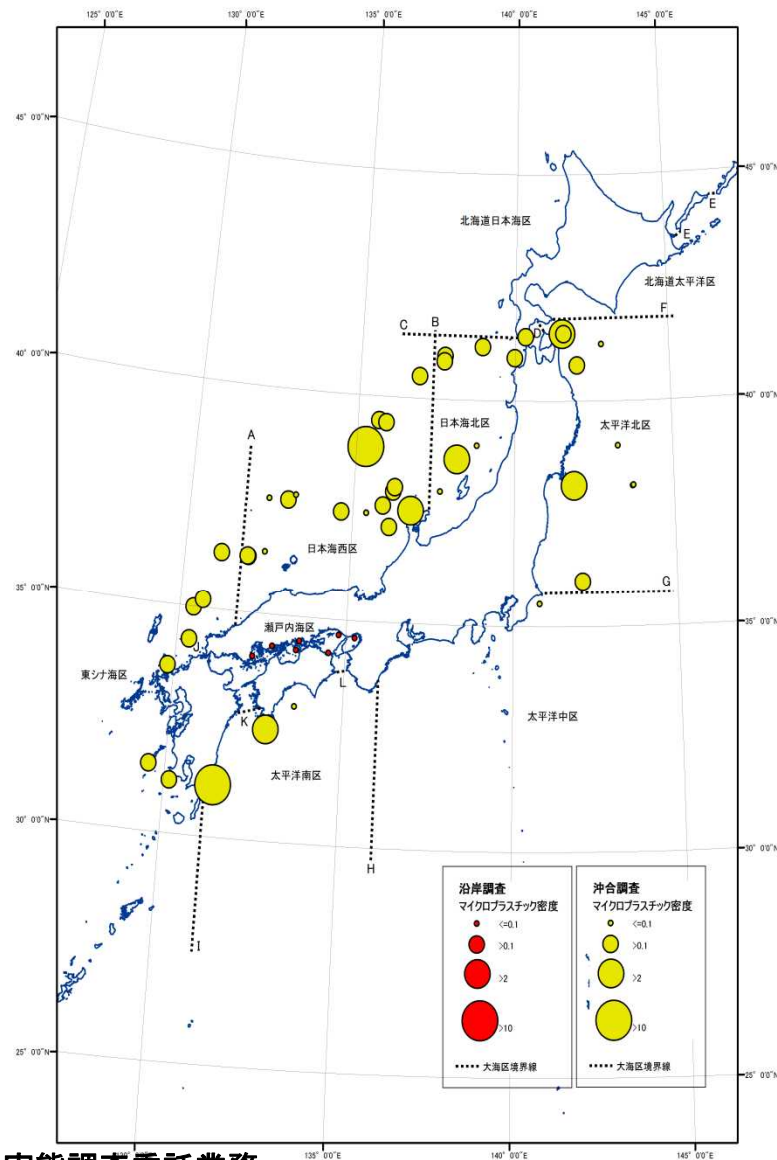 125° 0'0"E 130° 0'0"E 135° 0'0"E 140° 0'0"E 145° 0'0"E
45° 0'0"N
45° 0'0"N
E
北海道日本海区
E
北海道太平洋区
F
C B
D
40° 0'0"N
40° 0'0"N
A
日本海北区
太平洋北区
日本海西区
35° 0'0"N
G
35° 0'0"N
瀬戸内海区
J
東シナ海区
L
K
太平洋中区
太平洋南区
30° 0'0"N
30° 0'0"N
H
I
沿岸調査
マイクロプラスチック密度
<=0.1
>0.1
>2
>10
大海区境界線
沖合調査
マイクロプラスチック密度
<=0.1
>0.1
>2
>10
大海区境界線
25° 0'0"N
25° 0'0"N
130° 0'0"E 135° 0'0"E 140° 0'0"E 145° 0'0"E